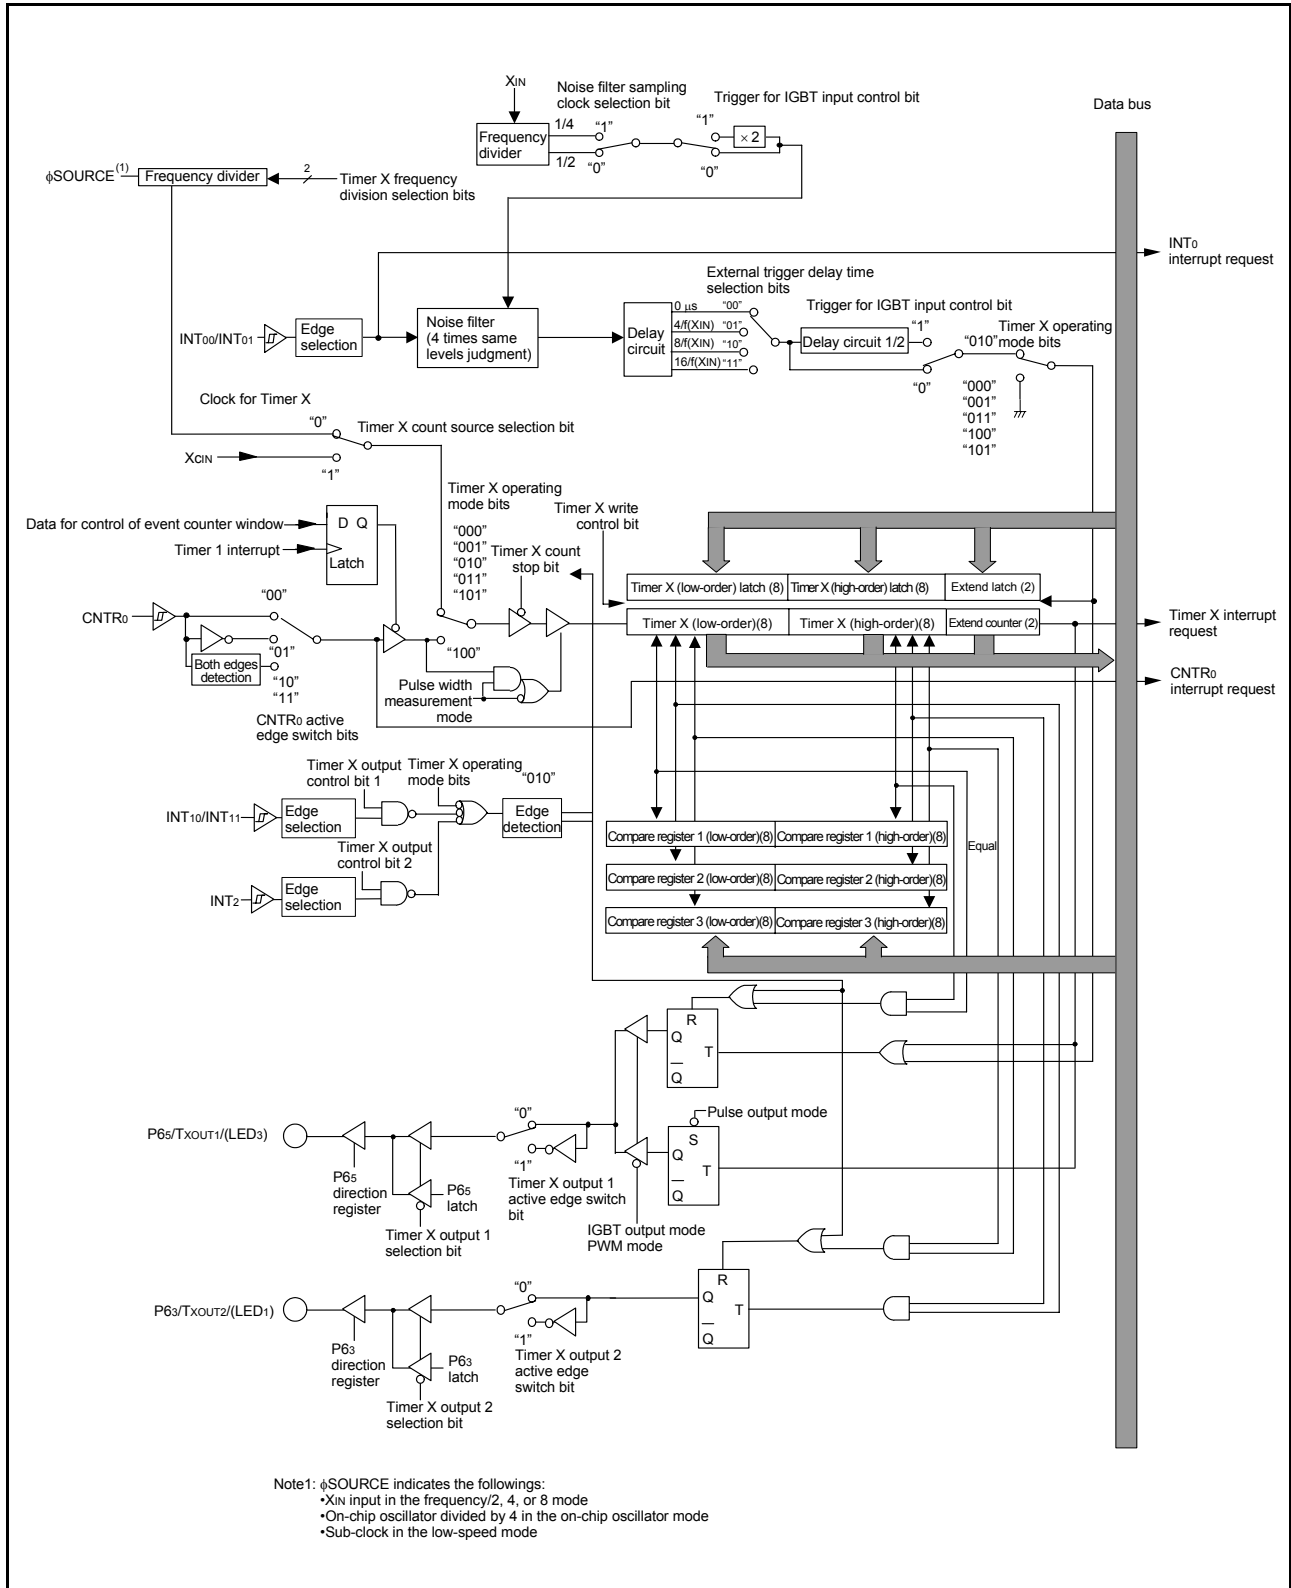 XIN
Noise filter sampling
clock selection bit
Trigger for IGBT input control bit
Data bus
1/4
"1"
"1"
× 2
Frequency
divider
1/2
"0"
"0"
φSOURCE (1)
Frequency divider
2
Timer X frequency
division selection bits
INT0
interrupt request
External trigger delay time
selection bits
INT00/INT01
Edge
selection
Noise filter
(4 times same
levels judgment)
Delay
circuit
0 μs "00"
4/f(XIN) "01"
8/f(XIN) "10"
16/f(XIN) "11"
Trigger for IGBT input control bit
Delay circuit 1/2
"1"
"0"
Timer X operating
mode bits
"010"
"000"
"001"
"011"
"100"
"101"
Clock for Timer X
"0"
Timer X count source selection bit
XCIN
"1"
Data for control of event counter window
Timer 1 interrupt
D Q
Latch
Timer X operating
mode bits
"000"
"001"
"010"
"011"
"101"
"100"
Timer X count
stop bit
Timer X write
control bit
Timer X (low-order) latch (8)
Timer X (high-order) latch (8)
Extend latch (2)
Timer X (low-order)(8)
Timer X (high-order)(8)
Extend counter (2)
Timer X interrupt
request
CNTR0
interrupt request
CNTR0
"00"
"01"
Both edges
detection
"10"
"11"
CNTR0 active
edge switch bits
Pulse width
measurement
mode
Timer X output
control bit 1
Timer X operating
mode bits
"010"
INT10/INT11
Edge
selection
Edge
detection
Timer X output
control bit 2
INT2
Edge
selection
Compare register 1 (low-order)(8)
Compare register 1 (high-order)(8)
Equal
Compare register 2 (low-order)(8)
Compare register 2 (high-order)(8)
Compare register 3 (low-order)(8)
Compare register 3 (high-order)(8)
R
Q
T
Q
Pulse output mode
S
Q
T
Q
P65/TXOUT1/(LED3)
"0"
"1"
Timer X output 1
active edge switch
bit
P65
direction
register
P65
latch
Timer X output 1
selection bit
IGBT output mode
PWM mode
R
Q
T
Q
P63/TXOUT2/(LED1)
"0"
"1"
Timer X output 2
active edge
switch bit
P63
direction
register
P63
latch
Timer X output 2
selection bit
Note1: φSOURCE indicates the followings:
•XIN input in the frequency/2, 4, or 8 mode
•On-chip oscillator divided by 4 in the on-chip oscillator mode
•Sub-clock in the low-speed mode